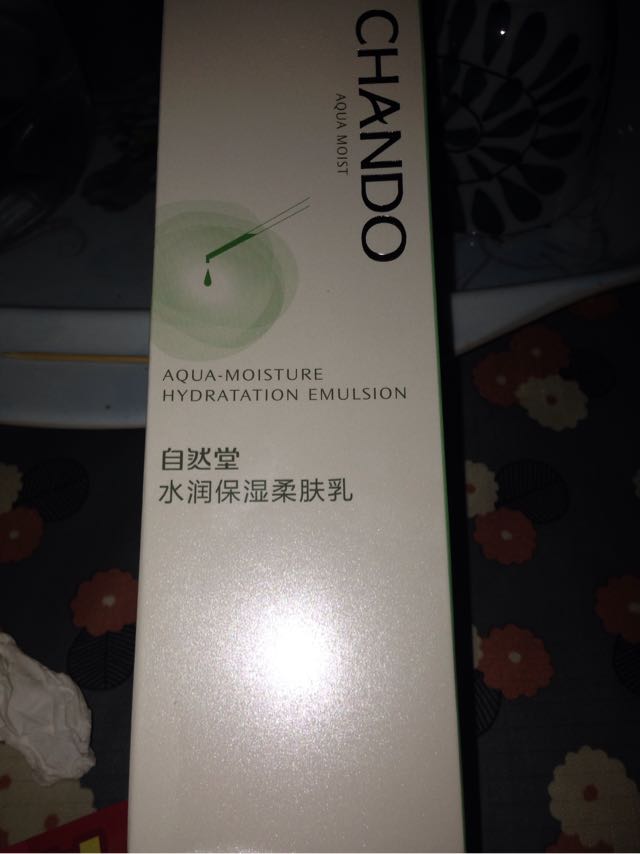 CHANDO
AQUA MOIST
AQUA-MOISTURE
HYDRATATION EMULSION
自然堂
水润保湿柔肤乳